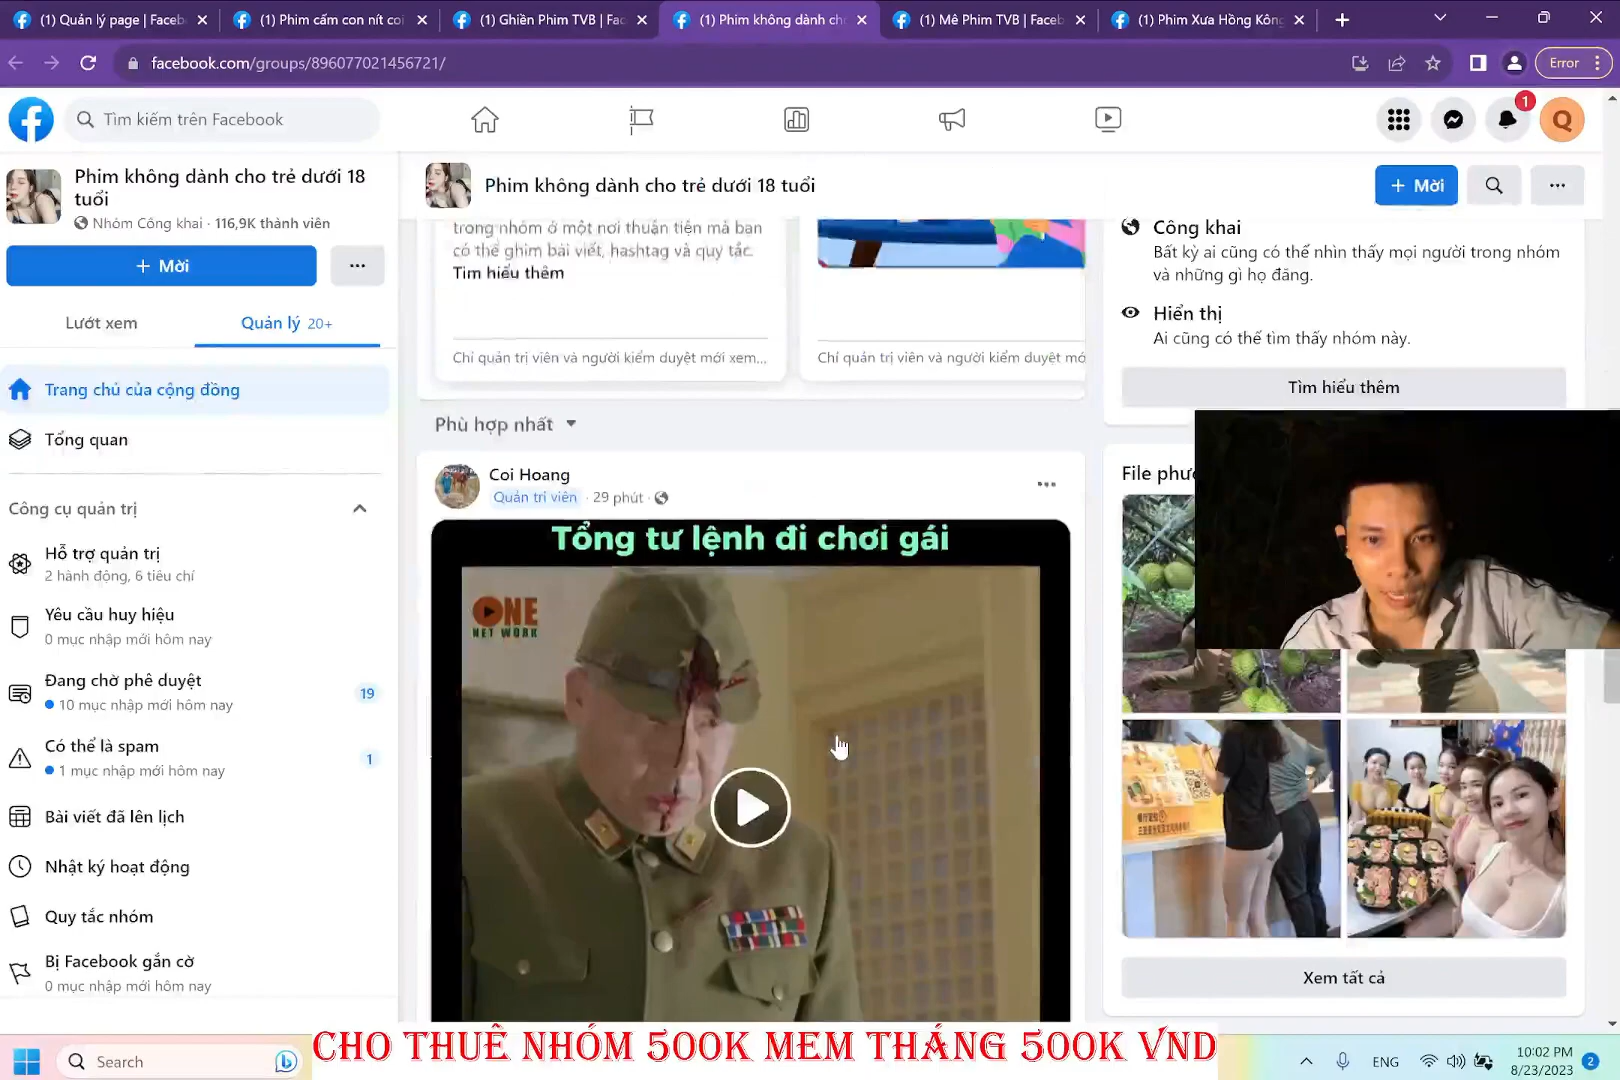 (1) Quản lý page | Faceb
(1) Phim cấm con nít coi
(1) Ghiền Phim TVB | Fac
(1) Phim không dành ch
(1) Mê Phim TVB | Faceb
(1) Phim Xưa Hồng Kông
facebook.com/groups/896077021456721/
Error
Tìm kiếm trên Facebook
1
Q
Phim không dành cho trẻ dưới 18
tuổi
Nhóm Công khai · 116,9K thành viên
+ Mời
Lướt xem
Quản lý 20+
Trang chủ của cộng đồng
Tổng quan
Công cụ quản trị
Hỗ trợ quản trị
2 hành động, 6 tiêu chí
Yêu cầu huy hiệu
0 mục nhập mới hôm nay
Đang chờ phê duyệt
19
10 mục nhập mới hôm nay
Có thể là spam
1
1 mục nhập mới hôm nay
Bài viết đã lên lịch
Nhật ký hoạt động
Quy tắc nhóm
Bị Facebook gắn cờ
0 mục nhập mới hôm nay
Phim không dành cho trẻ dưới 18 tuổi
+ Mời
trong nhóm ở một nơi thuận tiện mà bạn
có thể ghim bài viết, hashtag và quy tắc.
Tìm hiểu thêm
Chỉ quản trị viên và người kiểm duyệt mới xem...
Chỉ quản trị viên và người kiểm duyệt mớ
Phù hợp nhất
Coi Hoang
Quản trị viên · 29 phút ·
Tổng tư lệnh đi chơi gái
ONE
NETWORK
Công khai
Bất kỳ ai cũng có thể nhìn thấy mọi người trong nhóm
và những gì họ đăng.
Hiển thị
Ai cũng có thể tìm thấy nhóm này.
Tìm hiểu thêm
File phư
Xem tất cả
CHO THUÊ NHÓM 500K MEM THÁNG 500K VND
Search
ENG
10:02 PM
8/23/2023
2